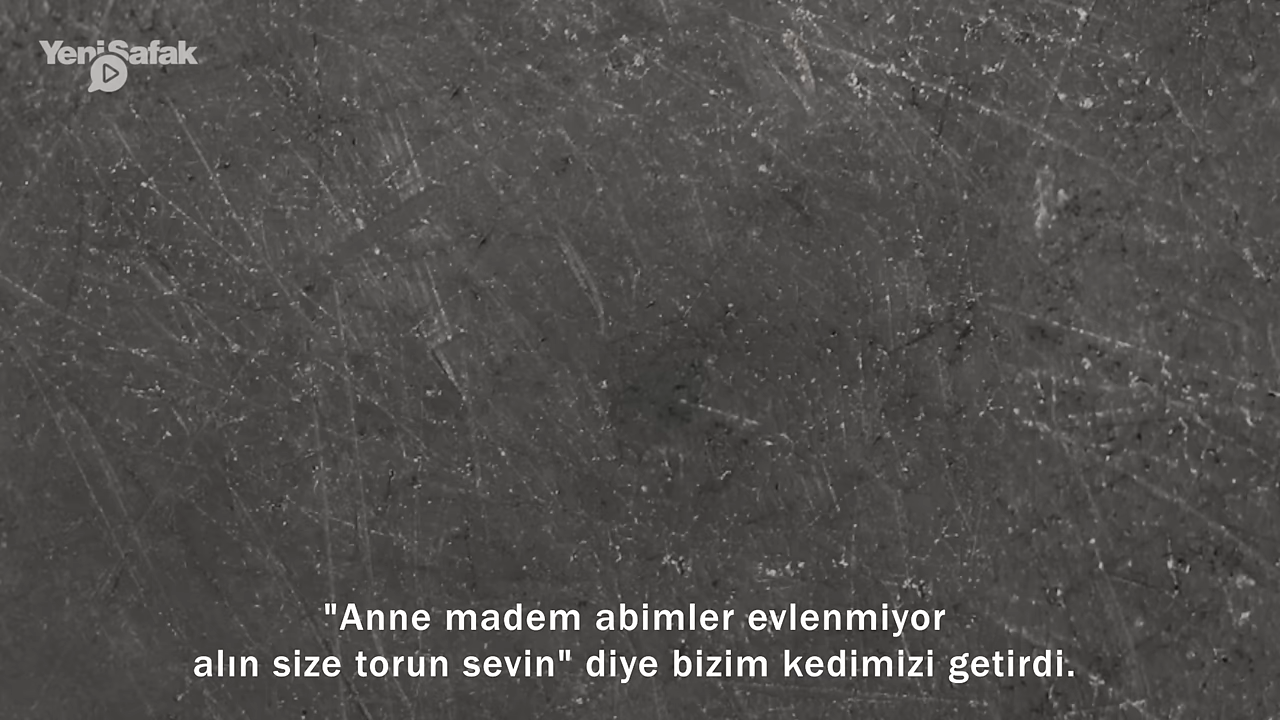 YeniSafak
"Anne madem abimler evlenmiyor
alın size torun sevin" diye bizim kedimizi getirdi.